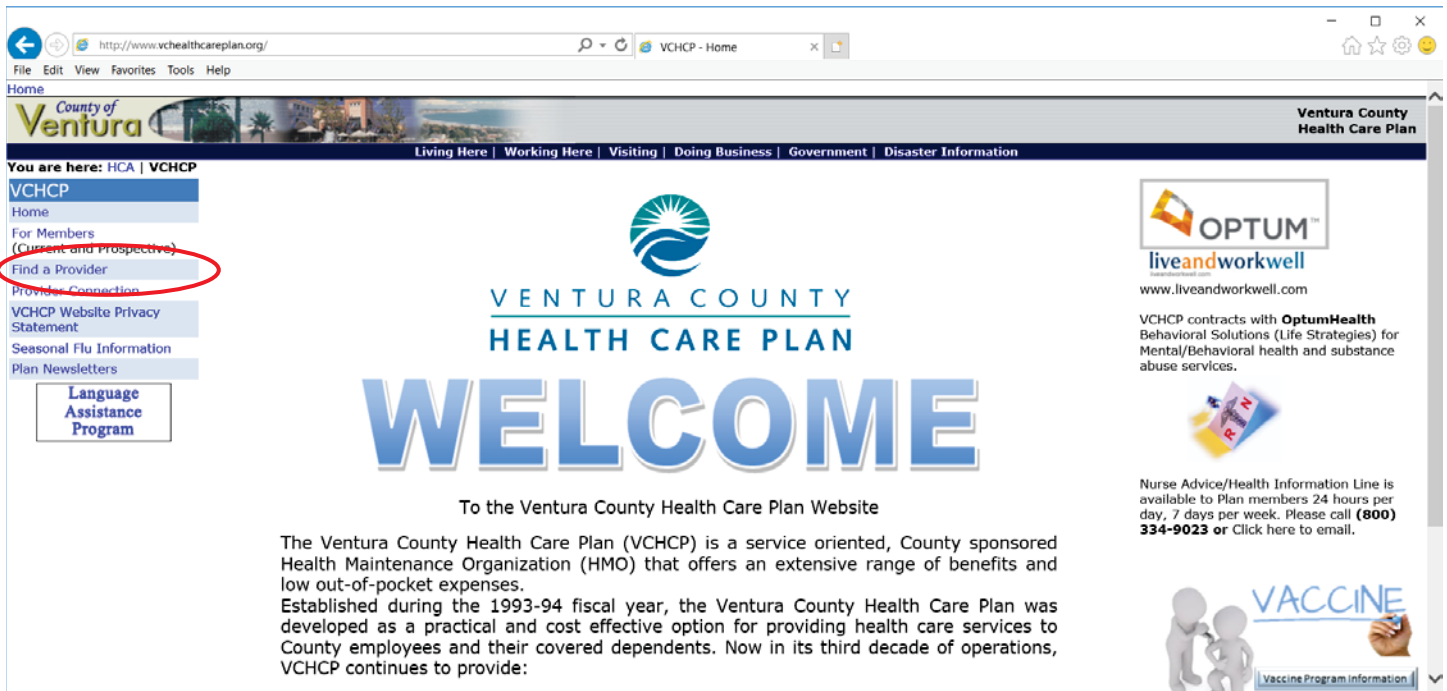 http://www.vchealthcareplan.org/
VCHCP - Home
File Edit View Favorites Tools Help
Home
County of
Ventura
Ventura County
Health Care Plan
Living Here | Working Here | Visiting | Doing Business | Government | Disaster Information
You are here: HCA | VCHCP
VCHCP
Home
For Members
(Current and Prospective)
Find a Provider
Provider Connection
VCHCP Website Privacy
Statement
Seasonal Flu Information
Plan Newsletters
Language
Assistance
Program
VENTURA COUNTY
HEALTH CARE PLAN
WELCOME
To the Ventura County Health Care Plan Website
The Ventura County Health Care Plan (VCHCP) is a service oriented, County sponsored
Health Maintenance Organization (HMO) that offers an extensive range of benefits and
low out-of-pocket expenses.
Established during the 1993-94 fiscal year, the Ventura County Health Care Plan was
developed as a practical and cost effective option for providing health care services to
County employees and their covered dependents. Now in its third decade of operations,
VCHCP continues to provide:
OPTUM™
liveandworkwell
liveandworkwell.com
www.liveandworkwell.com
VCHCP contracts with OptumHealth
Behavioral Solutions (Life Strategies) for
Mental/Behavioral health and substance
abuse services.
R N
Nurse Advice/Health Information Line is
available to Plan members 24 hours per
day, 7 days per week. Please call (800)
334-9023 or Click here to email.
VACCINE
Vaccine Program Information